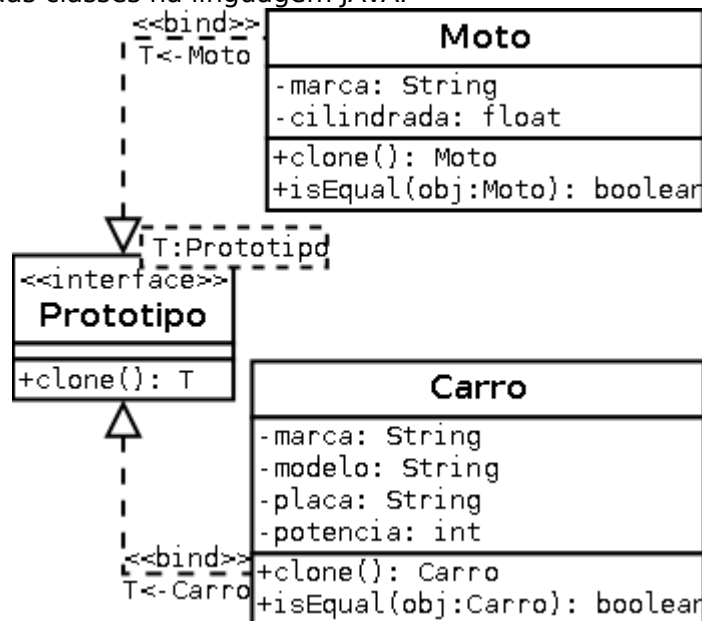 das classes na linguagem JAVA.
<<bind>>
T<-Moto
Moto
-marca: String
-cilindrada: float
+clone(): Moto
+isEqual(obj:Moto): boolean
T:Prototipo
<<interface>>
Prototipo
+clone(): T
Carro
-marca: String
-modelo: String
-placa: String
-potencia: int
<<bind>>
T<-Carro
+clone(): Carro
+isEqual(obj:Carro): boolean